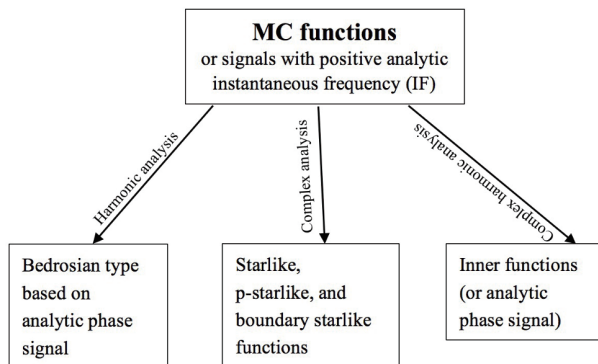 MC functions
or signals with positive analytic
instantaneous frequency (IF)
Harmonic analysis
Complex analysis
Complex harmonic analysis
Bedrosian type
based on
analytic phase
signal
Starlike,
p-starlike, and
boundary starlike
functions
Inner functions
(or analytic
phase signal)